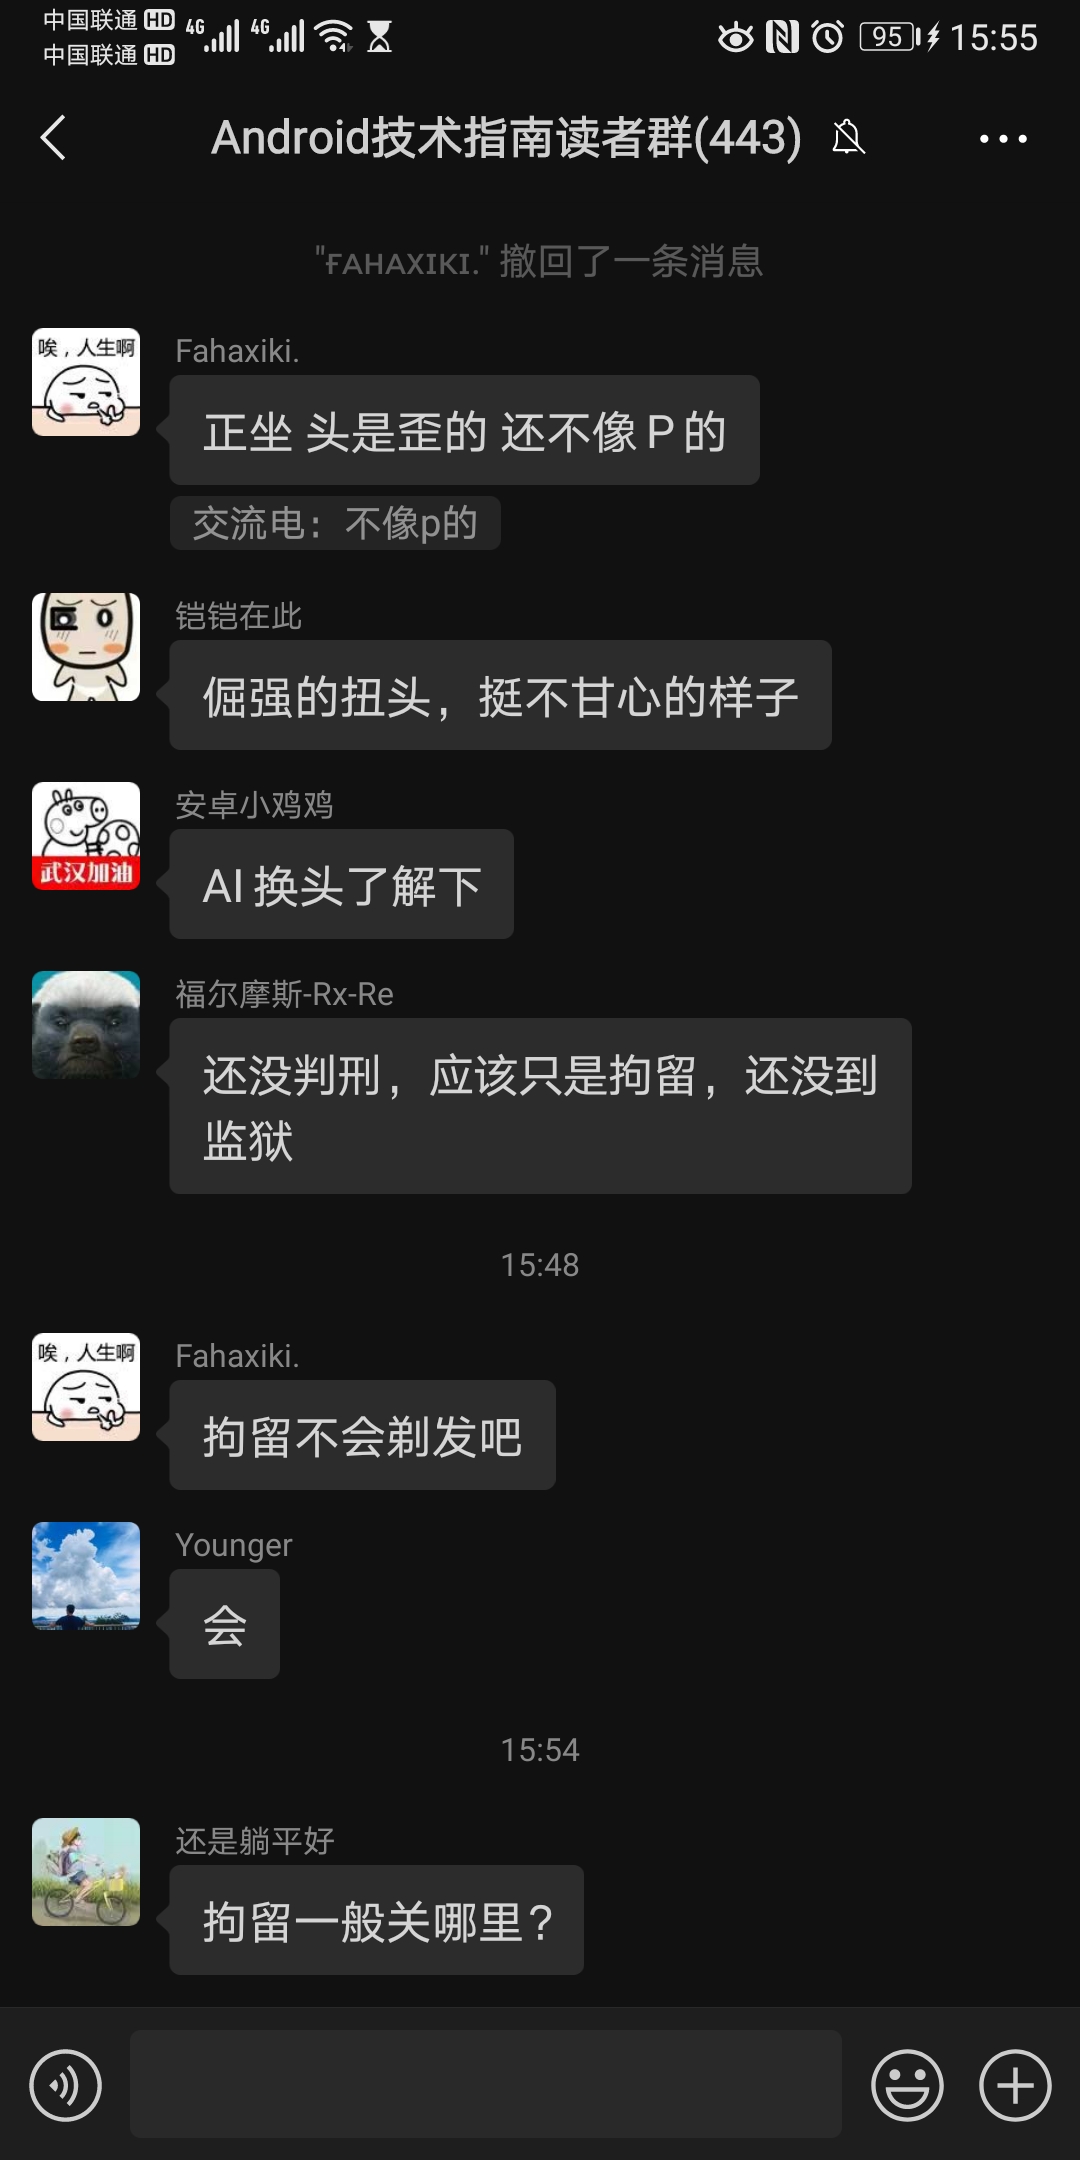 中国联通 HD 4G 4G 95 15:55
中国联通 HD
Android技术指南读者群(443)
"ꜰAHAXIKI." 撤回了一条消息
唉，人生啊
Fahaxiki.
正坐 头是歪的 还不像 P 的
交流电：不像p的
铠铠在此
倔强的扭头，挺不甘心的样子
安卓小鸡鸡
武汉加油
AI 换头了解下
福尔摩斯-Rx-Re
还没判刑，应该只是拘留，还没到
监狱
15:48
唉，人生啊
Fahaxiki.
拘留不会剃发吧
Younger
会
15:54
还是躺平好
拘留一般关哪里？